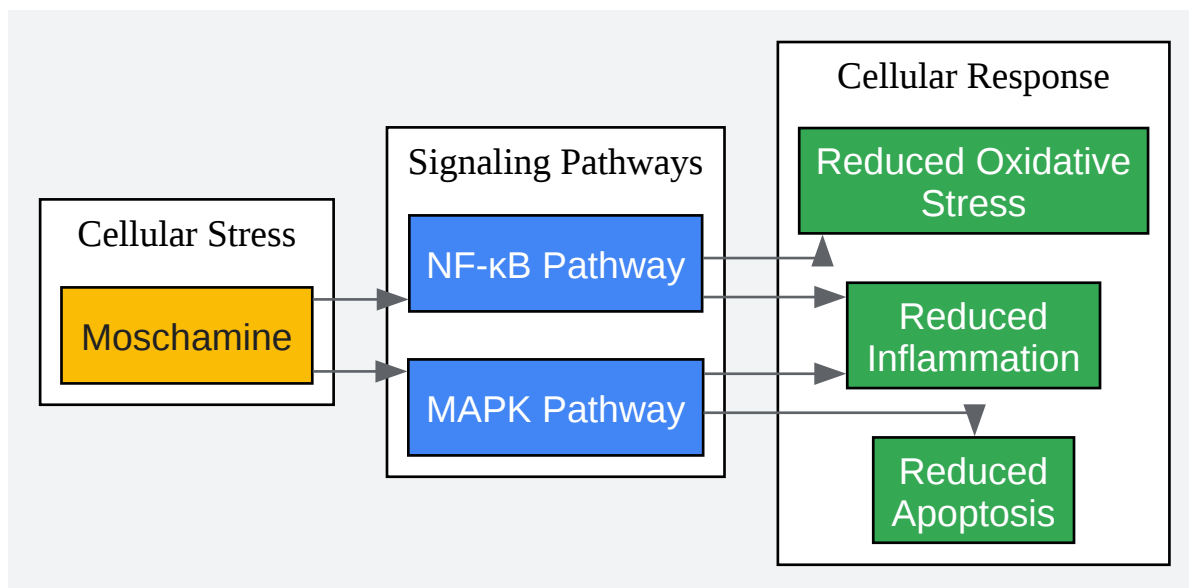 Cellular Stress
Moschamine
Signaling Pathways
NF-κB Pathway
MAPK Pathway
Cellular Response
Reduced Oxidative
Stress
Reduced
Inflammation
Reduced
Apoptosis